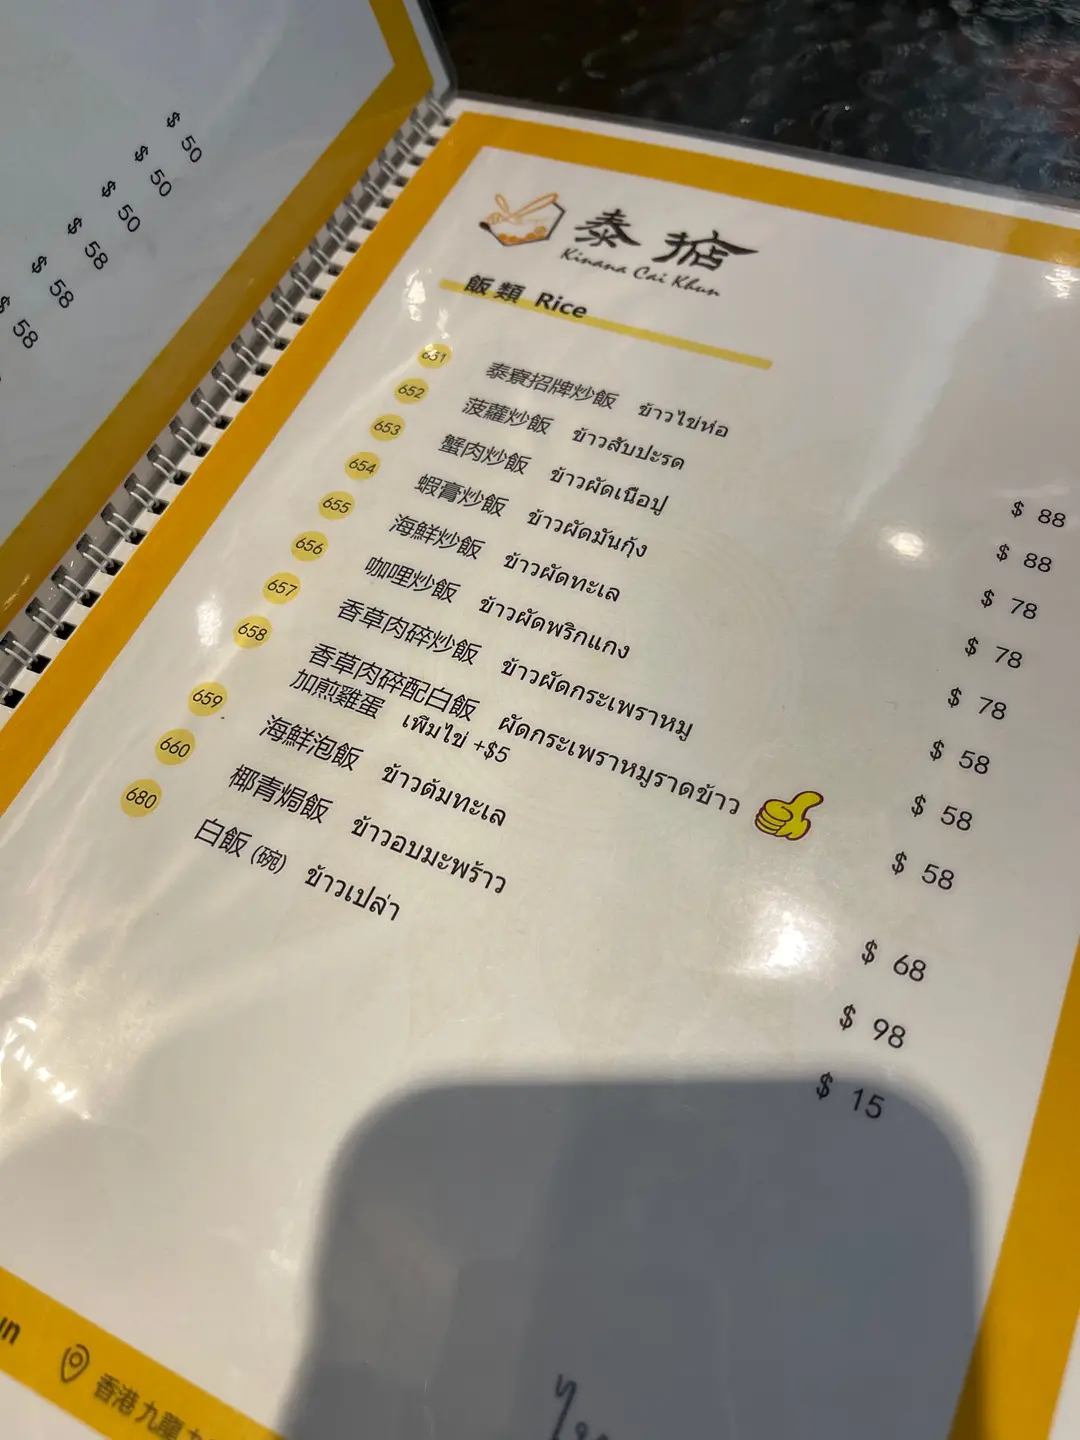 $ 50
$ 50
$ 50
$ 58
$ 58
$ 58
泰掂
Kinana Cai Khun
飯類 Rice
651 泰寮招牌炒飯 ข้าวไข่ห่อ $ 88
652 菠蘿炒飯 ข้าวสับปะรด $ 88
653 蟹肉炒飯 ข้าวผัดเนื้อปู $ 78
654 蝦膏炒飯 ข้าวผัดมันกุ้ง $ 78
655 海鮮炒飯 ข้าวผัดทะเล $ 78
656 咖哩炒飯 ข้าวผัดพริกแกง $ 58
657 香草肉碎炒飯 ข้าวผัดกระเพราหมู $ 58
658 香草肉碎配白飯 ผัดกระเพราหมูราดข้าว $ 58
加煎雞蛋 เพิ่มไข่ +$5
659 海鮮泡飯 ข้าวต้มทะเล $ 68
660 椰青焗飯 ข้าวอบมะพร้าว $ 98
680 白飯 (碗) ข้าวเปล่า $ 15
香港九龍